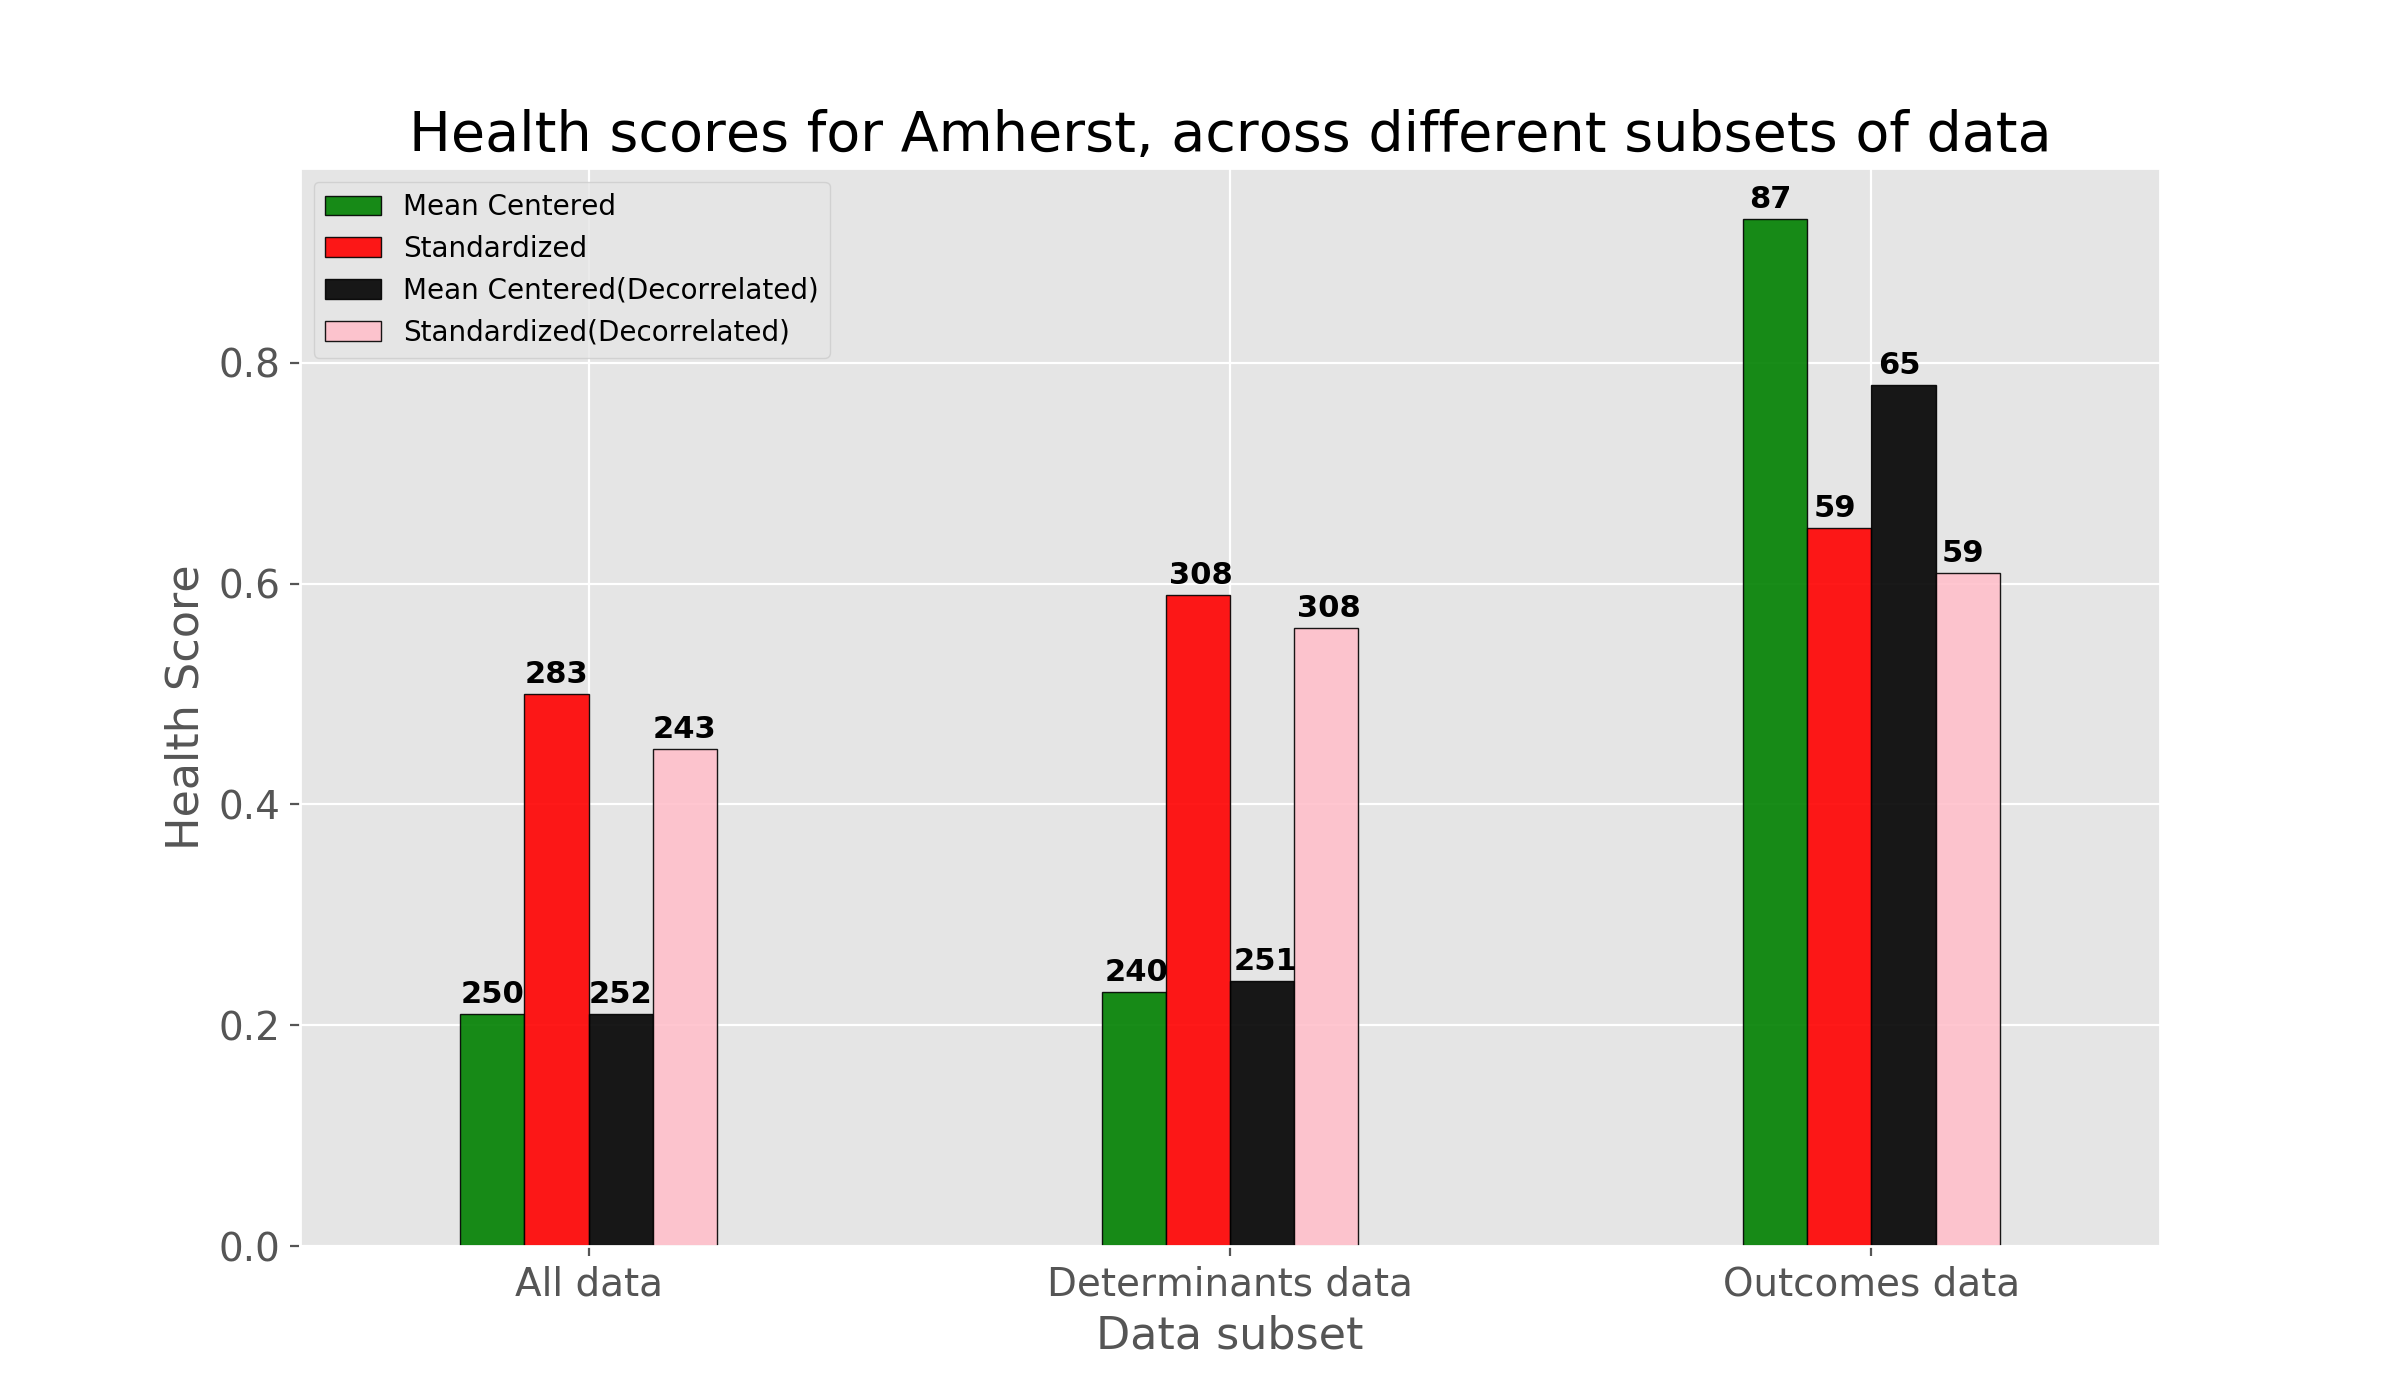 Health scores for Amherst, across different subsets of data
Mean Centered
Standardized
Mean Centered(Decorrelated)
Standardized(Decorrelated)
Health Score
0.8
0.6
0.4
0.2
0.0
250
283
252
243
240
308
251
308
87
59
65
59
All data
Determinants data
Outcomes data
Data subset